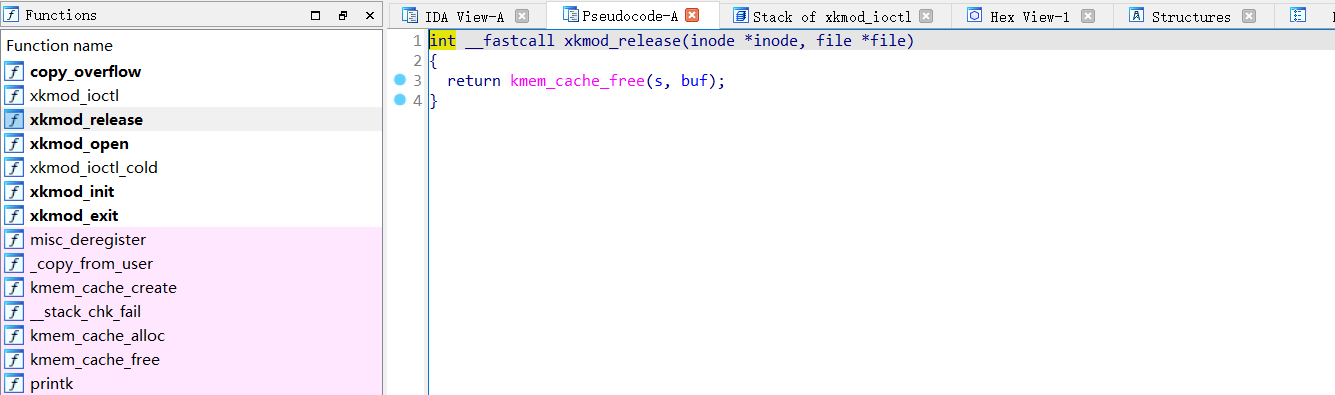 Functions
Function name
copy_overflow
xkmod_ioctl
xkmod_release
xkmod_open
xkmod_ioctl_cold
xkmod_init
xkmod_exit
misc_deregister
_copy_from_user
kmem_cache_create
__stack_chk_fail
kmem_cache_alloc
kmem_cache_free
printk
IDA View-A
Pseudocode-A
Stack of xkmod_ioctl
Hex View-1
Structures
1 int __fastcall xkmod_release(inode *inode, file *file)
2 {
3 return kmem_cache_free(s, buf);
4 }